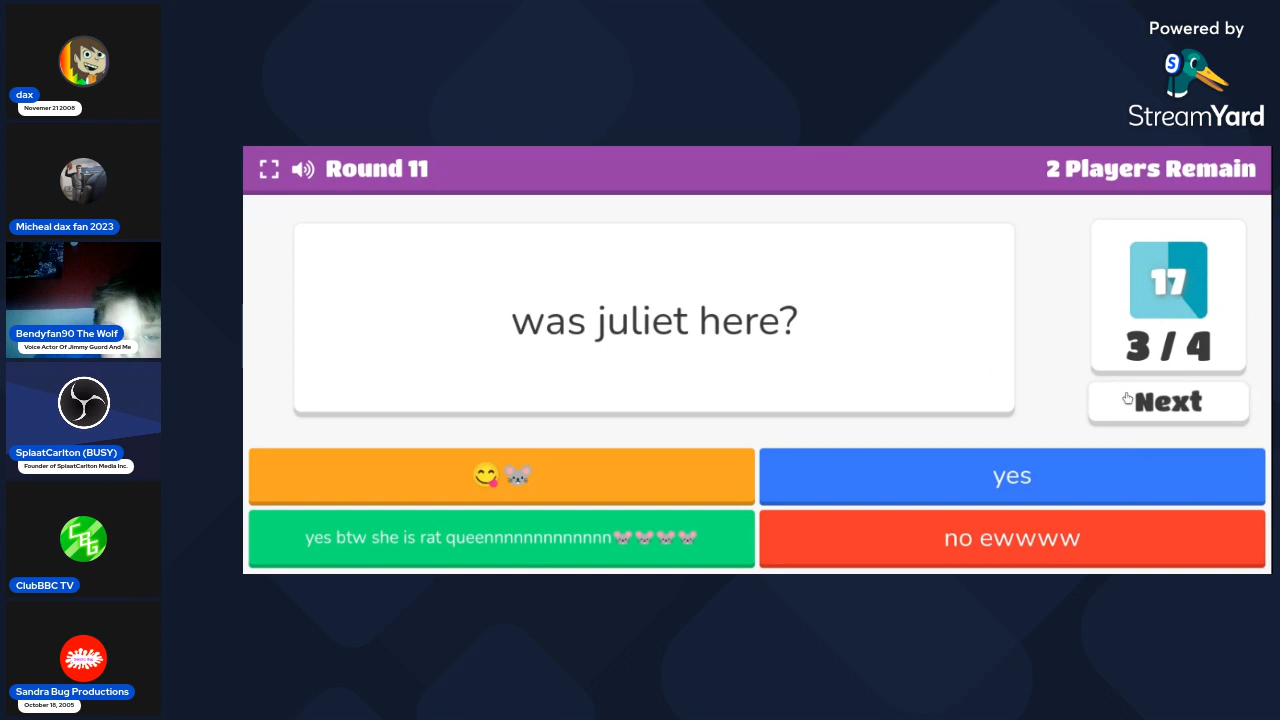 Powered by
S
StreamYard
dax
Novemer 21 2008
Micheal dax fan 2023
Bendyfan90 The Wolf
Voice Actor Of Jimmy Guord And Me
SplaatCarlton (BUSY)
Founder of SplaatCarlton Media Inc.
CBG
ClubBBC TV
Sandra Bug Productions
October 18, 2005
Round 11
2 Players Remain
was juliet here?
17
3 / 4
Next
😋🐭
yes
yes btw she is rat queennnnnnnnnnnnnn🐭🐭🐭🐭
no ewwww